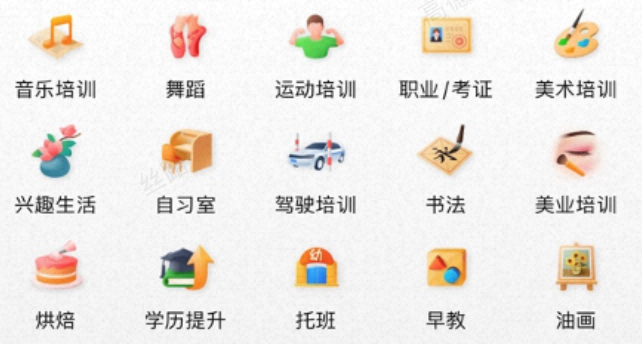 音乐培训 舞蹈 运动培训 职业/考证 美术培训
永
兴趣生活 自习室 驾驶培训 书法 美业培训
幼
烘焙 学历提升 托班 早教 油画